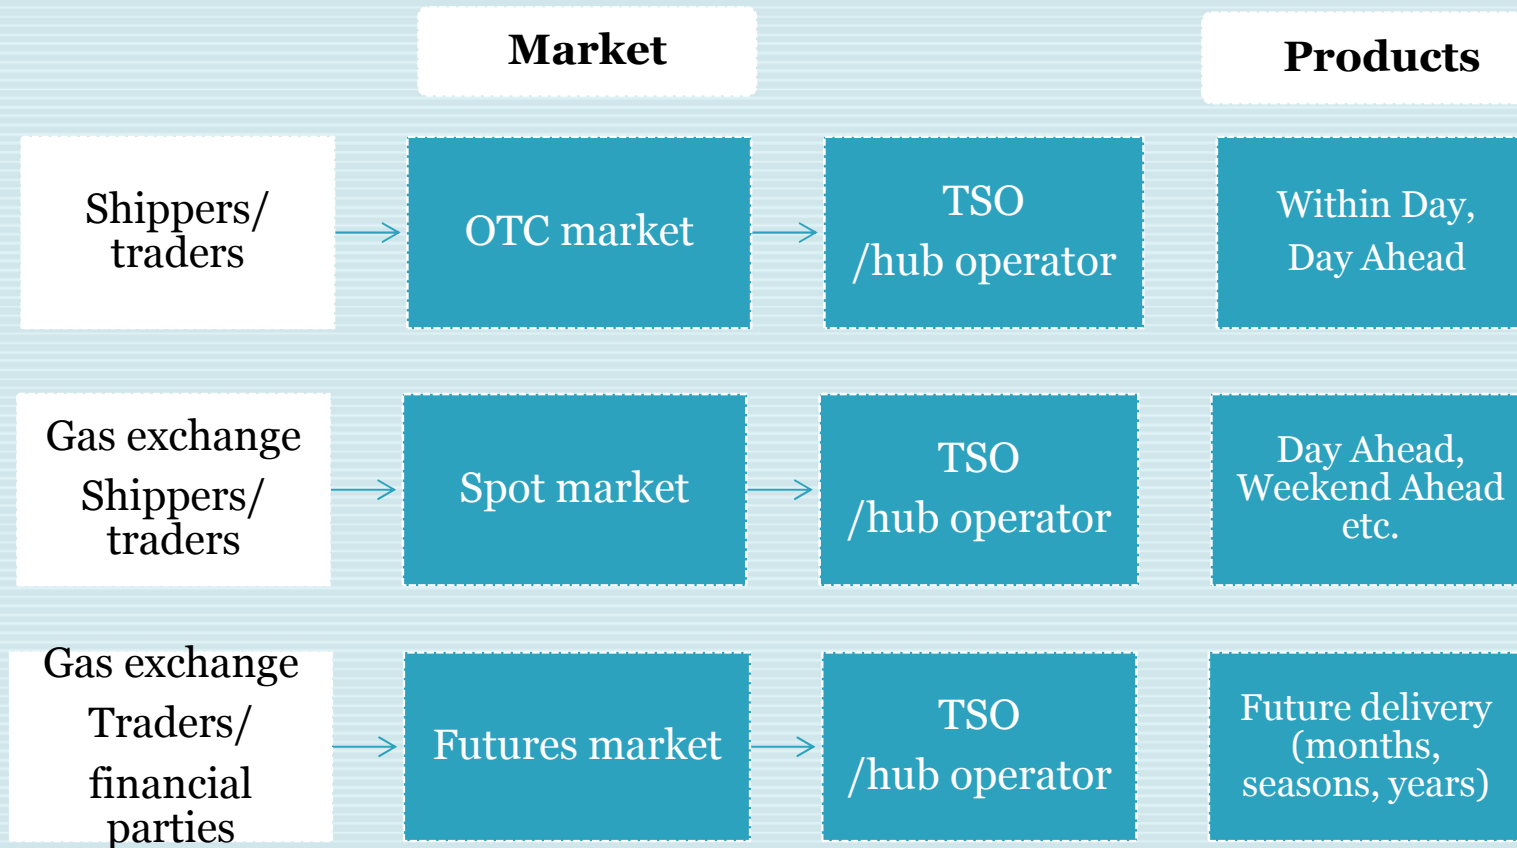 Market
Products
Shippers/
traders
OTC market
TSO
/hub operator
Within Day,
Day Ahead
Gas exchange
Shippers/
traders
Spot market
TSO
/hub operator
Day Ahead,
Weekend Ahead
etc.
Gas exchange
Traders/
financial
parties
Futures market
TSO
/hub operator
Future delivery
(months,
seasons, years)